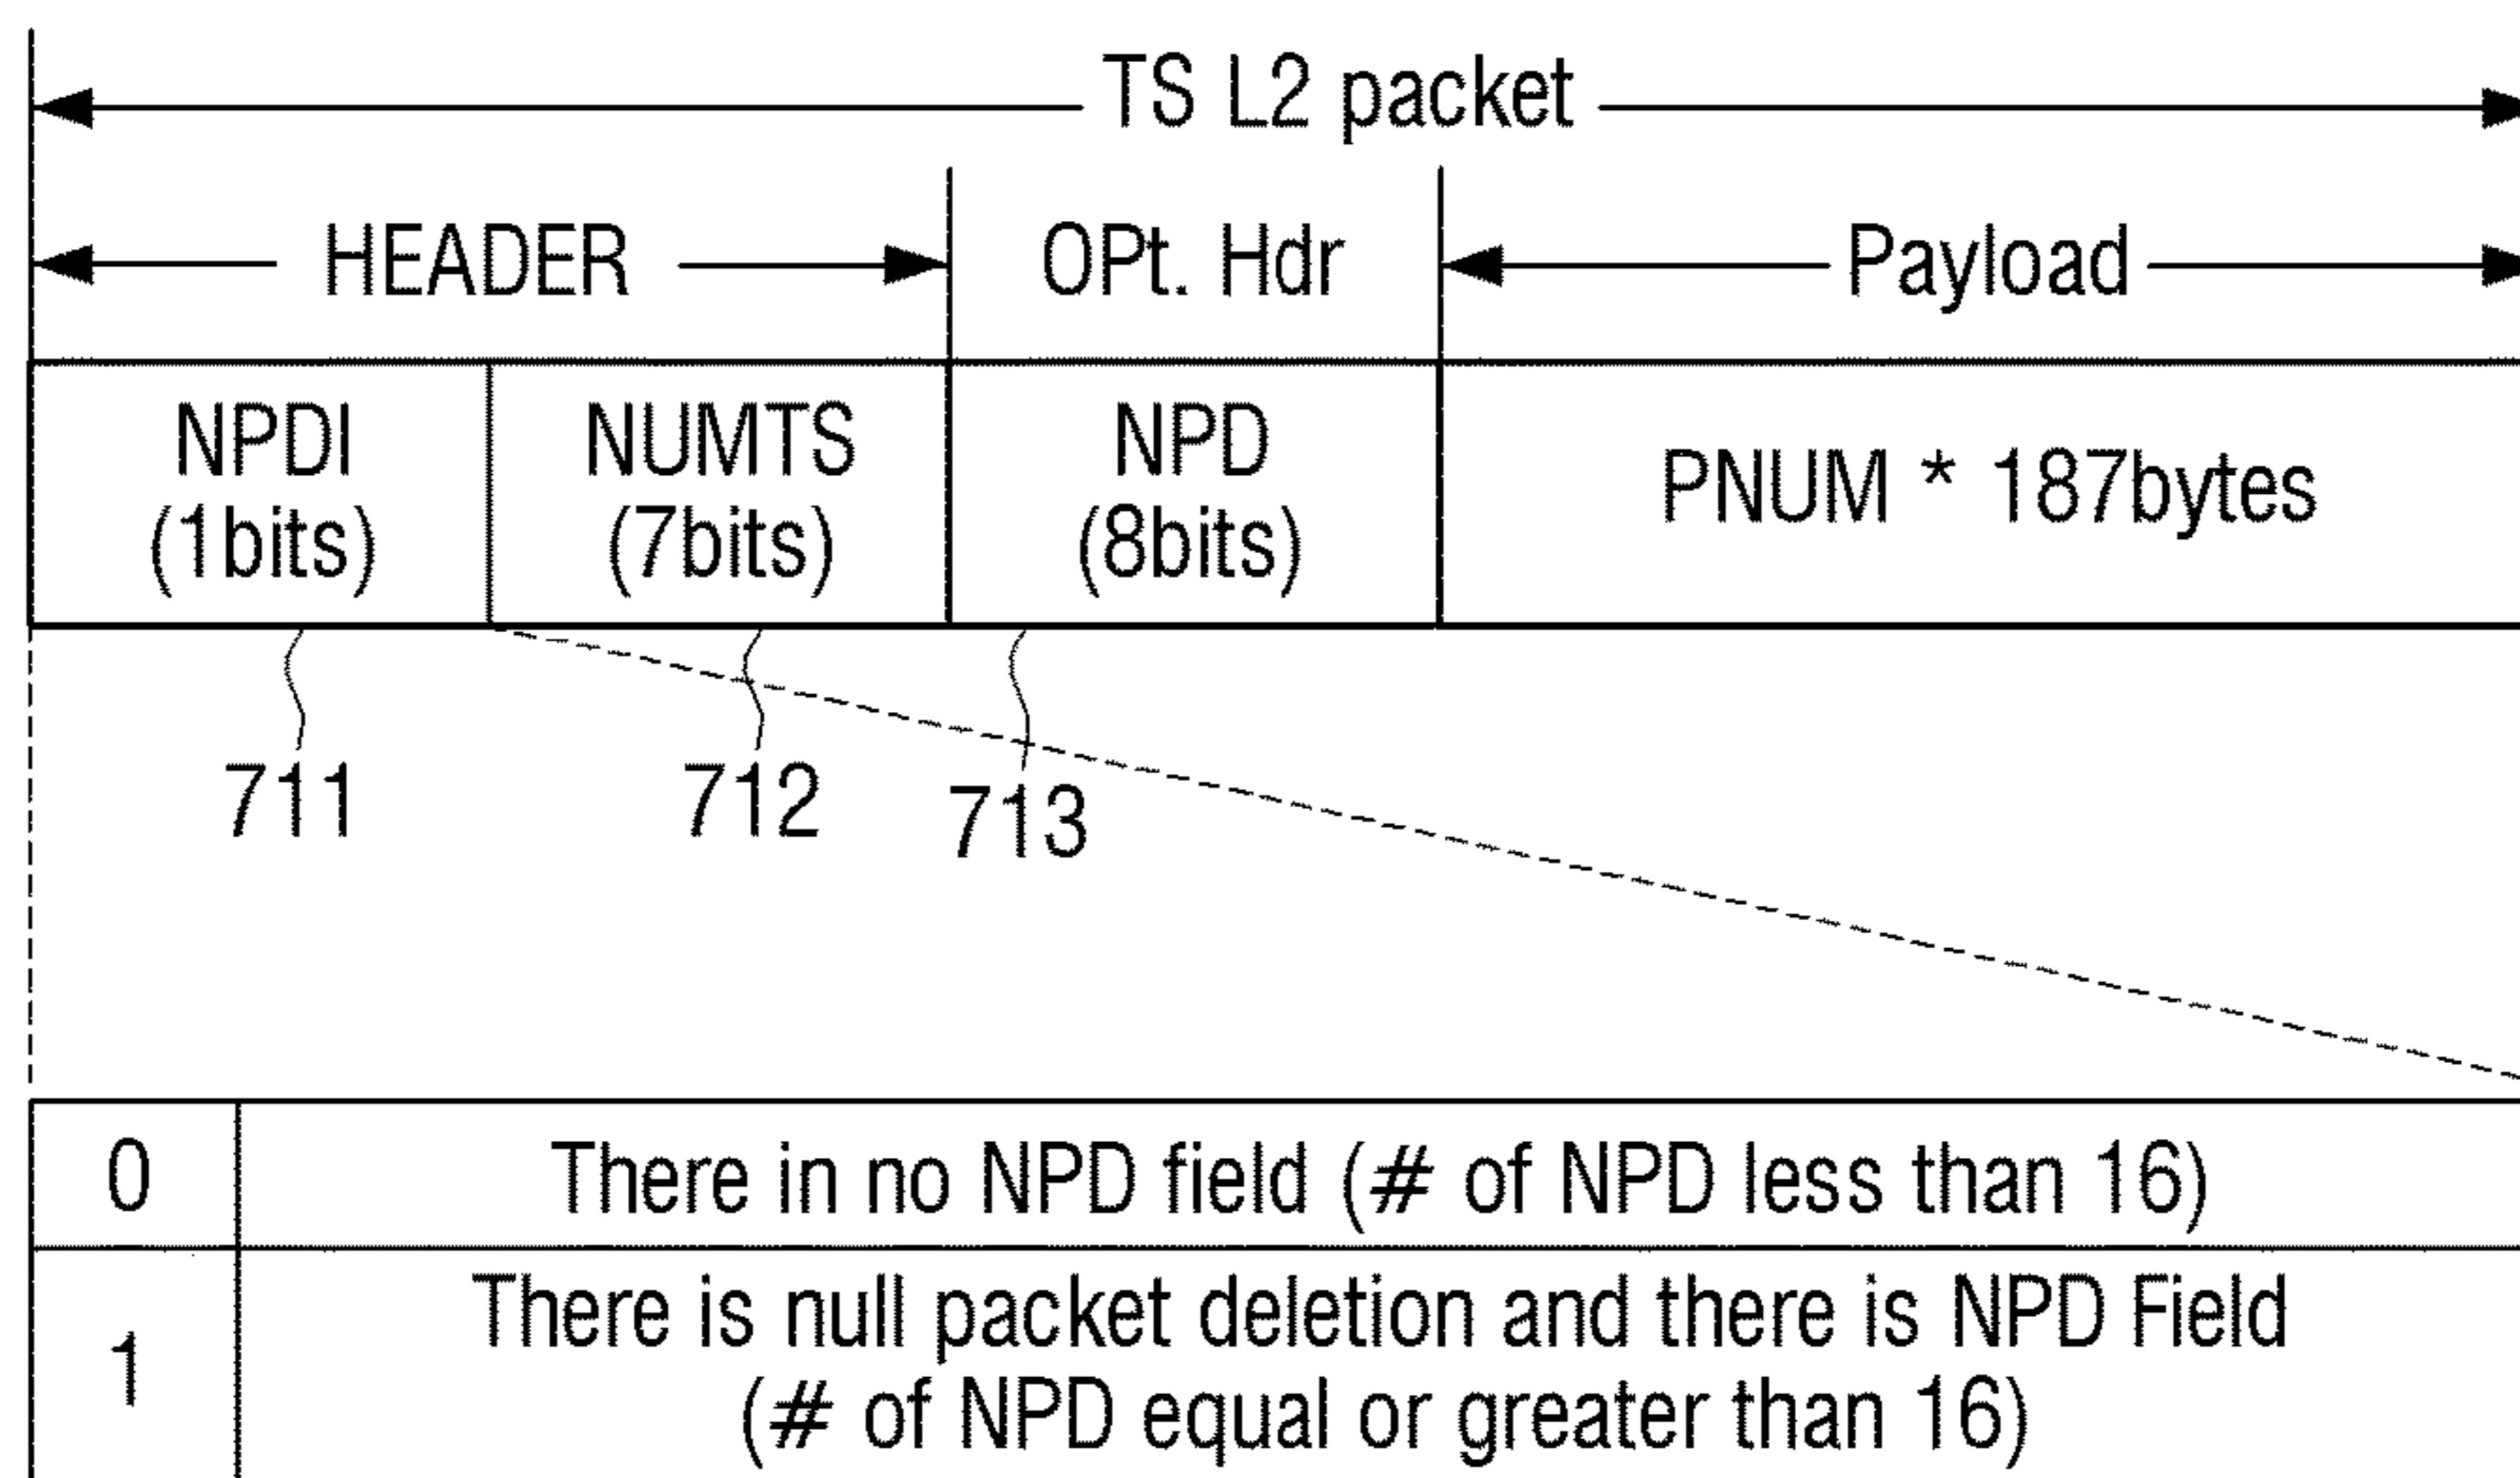 TS L2 packet
HEADER OPt. Hdr Payload
NPDI NUMTS NPD PNUM * 187bytes
(1bits) (7bits) (8bits)
711 712 713
0 There in no NPD field (# of NPD less than 16)
1 There is null packet deletion and there is NPD Field
(# of NPD equal or greater than 16)